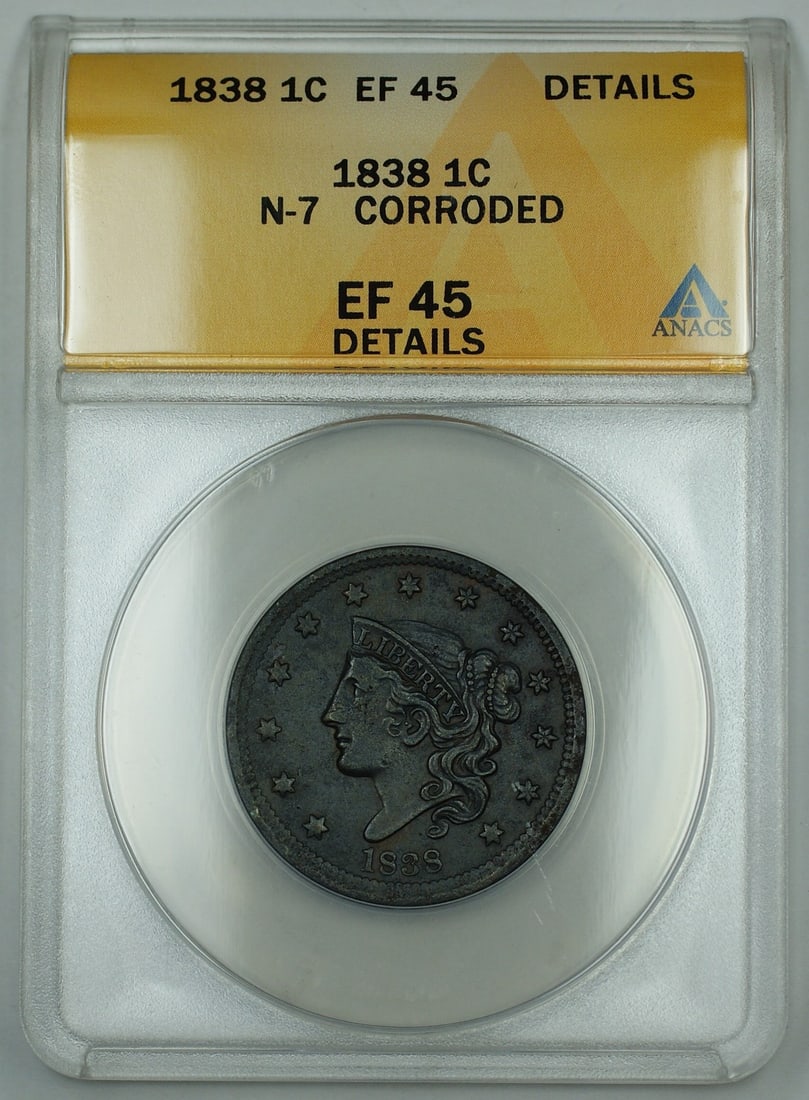 1838 1C EF 45 DETAILS
1838 1C
N-7 CORRODED
EF 45
DETAILS
ANACS
LIBERTY
1838